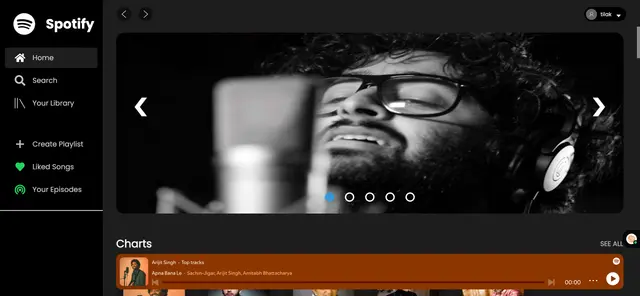 Spotify
tilak
Home
Search
Your Library
Create Playlist
Liked Songs
Your Episodes
Charts
SEE ALL
Arijit Singh - Top tracks
Apna Bana Le - Sachin-Jigar, Arijit Singh, Amitabh Bhattacharya
00:00